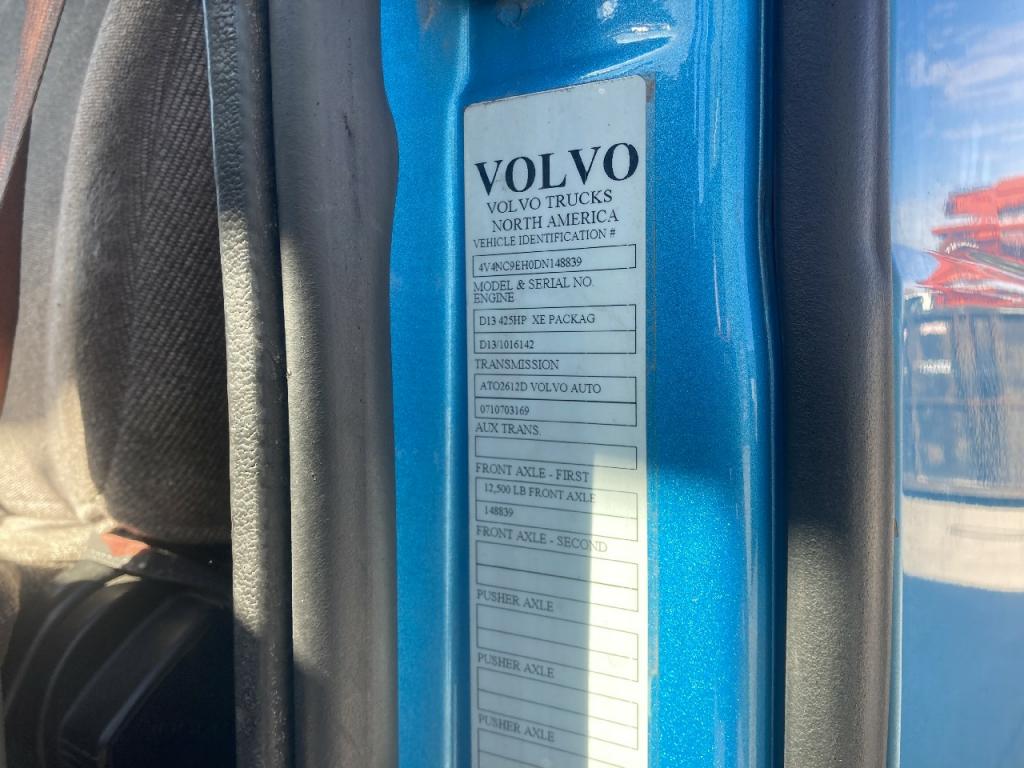 VOLVO
VOLVO TRUCKS
NORTH AMERICA
VEHICLE IDENTIFICATION #
4V4NC9EH0DN148839
MODEL & SERIAL NO.
ENGINE
D13 425HP XE PACKAG
D13/1016142
TRANSMISSION
ATO2612D VOLVO AUTO
0710703169
AUX TRANS.
FRONT AXLE - FIRST
12,500 LB FRONT AXLE
148839
FRONT AXLE - SECOND
PUSHER AXLE
PUSHER AXLE
PUSHER AXLE